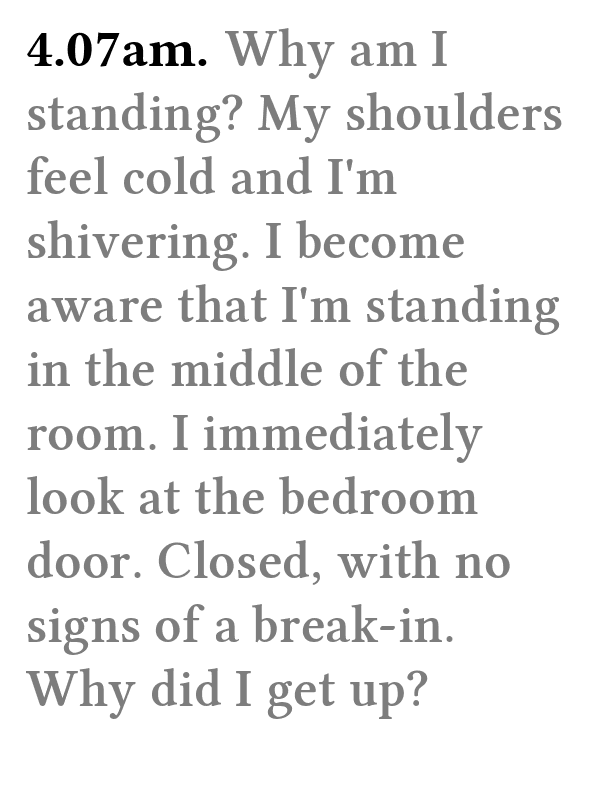 4.07am. Why am I
standing? My shoulders
feel cold and I'm
shivering. I become
aware that I'm standing
in the middle of the
room. I immediately
look at the bedroom
door. Closed, with no
signs of a break-in.
Why did I get up?